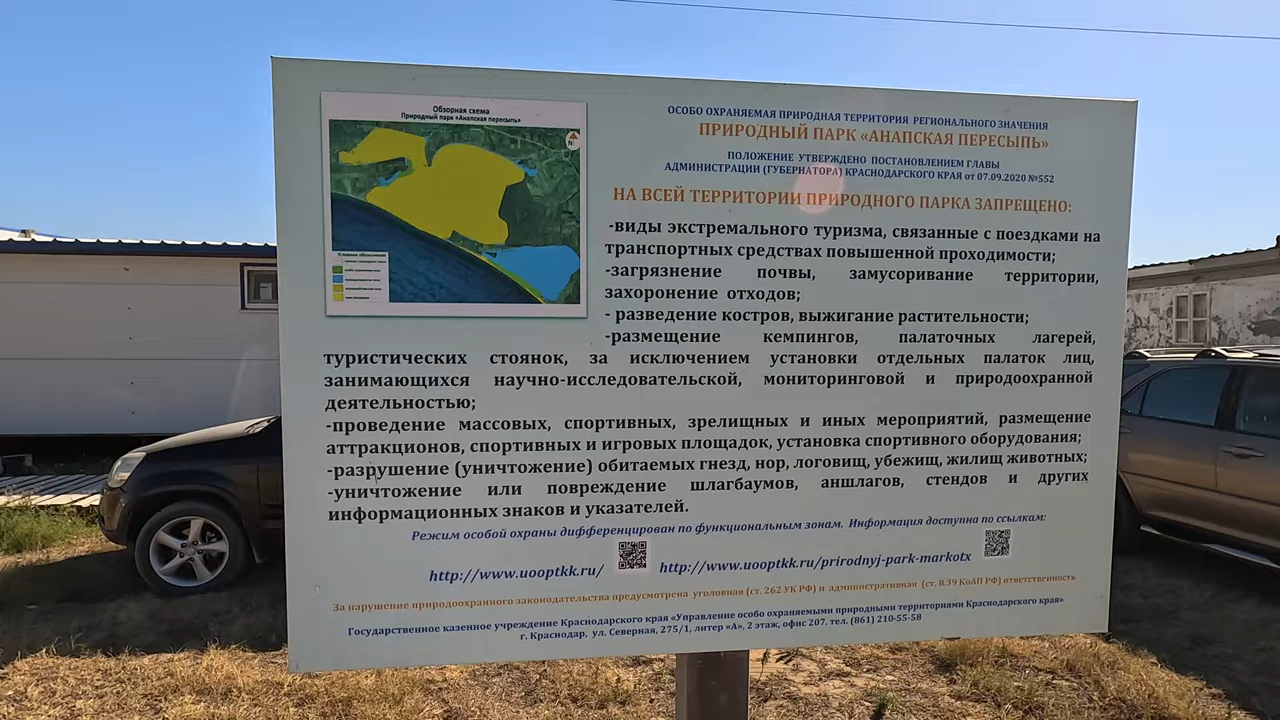 Обзорная схема
Природный парк «Анапская пересыпь»
ОСОБО ОХРАНЯЕМАЯ ПРИРОДНАЯ ТЕРРИТОРИЯ РЕГИОНАЛЬНОГО ЗНАЧЕНИЯ
ПРИРОДНЫЙ ПАРК «АНАПСКАЯ ПЕРЕСЫПЬ»
ПОЛОЖЕНИЕ УТВЕРЖДЕНО ПОСТАНОВЛЕНИЕМ ГЛАВЫ
АДМИНИСТРАЦИИ (ГУБЕРНАТОРА) КРАСНОДАРСКОГО КРАЯ от 07.09.2020 №552
НА ВСЕЙ ТЕРРИТОРИИ ПРИРОДНОГО ПАРКА ЗАПРЕЩЕНО:
-виды экстремального туризма, связанные с поездками на
транспортных средствах повышенной проходимости;
-загрязнение почвы, замусоривание территории,
захоронение отходов;
- разведение костров, выжигание растительности;
-размещение кемпингов, палаточных лагерей,
туристических стоянок, за исключением установки отдельных палаток лиц,
занимающихся научно-исследовательской, мониторинговой и природоохранной
деятельностью;
-проведение массовых, спортивных, зрелищных и иных мероприятий, размещение
аттракционов, спортивных и игровых площадок, установка спортивного оборудования;
-разрушение (уничтожение) обитаемых гнезд, нор, логовищ, убежищ, жилищ животных;
-уничтожение или повреждение шлагбаумов, аншлагов, стендов и других
информационных знаков и указателей.
Режим особой охраны дифференцирован по функциональным зонам. Информация доступна по ссылкам:
http://www.uooptkk.ru/ http://www.uooptkk.ru/prirodnyj-park-markotx
За нарушение природоохранного законодательства предусмотрена уголовная (ст. 262 УК РФ) и административная (ст. 8.39 КоАП РФ) ответственность
Государственное казенное учреждение Краснодарского края «Управление особо охраняемыми природными территориями Краснодарского края»
г. Краснодар, ул. Северная, 275/1, литер «А», 2 этаж, офис 207. тел. (861) 210-55-58